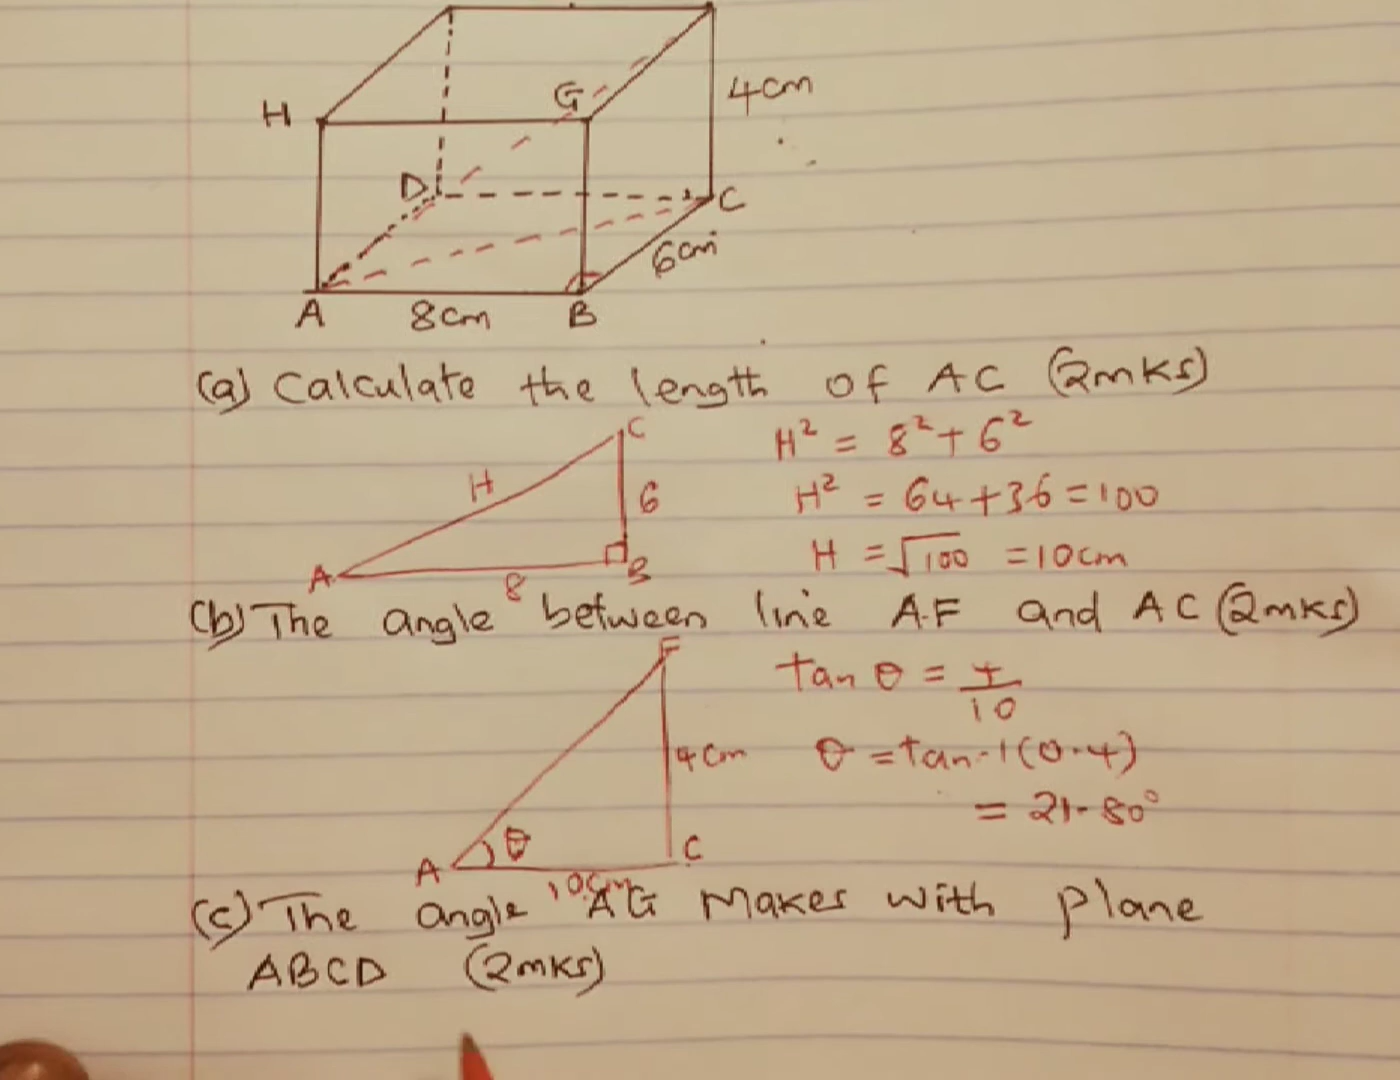 H
G
4cm
D
C
6cm
A 8cm B
(a) Calculate the length of AC (2mks)
C
H² = 8² + 6²
H
6
H² = 64+36=100
H = √100 = 10cm
A
8
B
(b) The angle between line AF and AC (2mks)
F
tan θ = 4/10
4cm
θ = tan-1(0.4)
= 21.80°
θ
A
C
10cm
(c) The angle AG Makes with plane
ABCD (2mks)